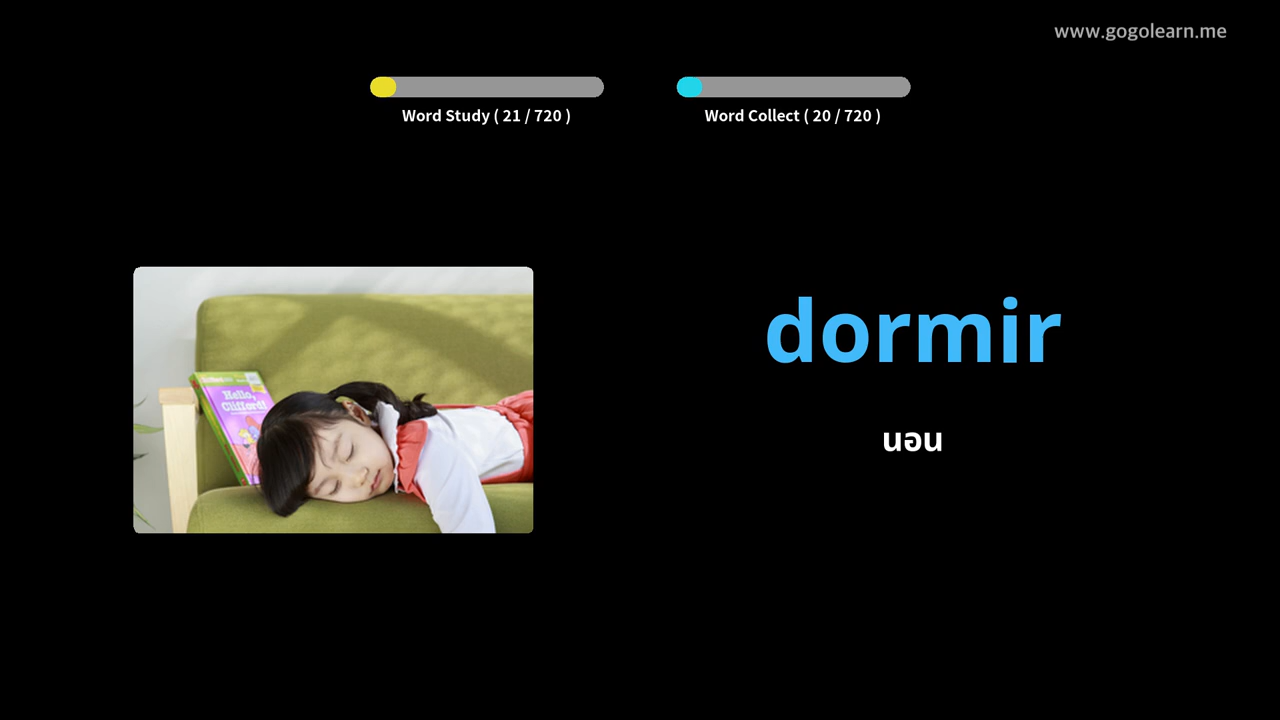 www.gogolearn.me
Word Study ( 21 / 720 )
Word Collect ( 20 / 720 )
Hello,
Clifford!
dormir
นอน